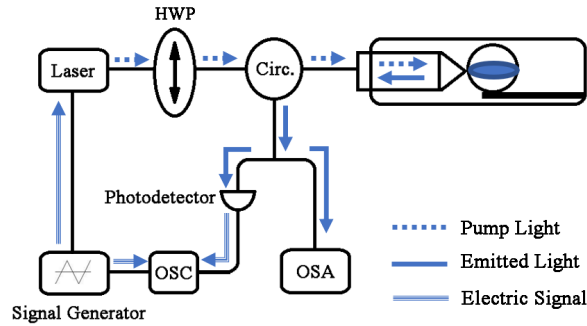 HWP
Laser
Circ.
Photodetector
OSC
OSA
Signal Generator
Pump Light
Emitted Light
Electric Signal